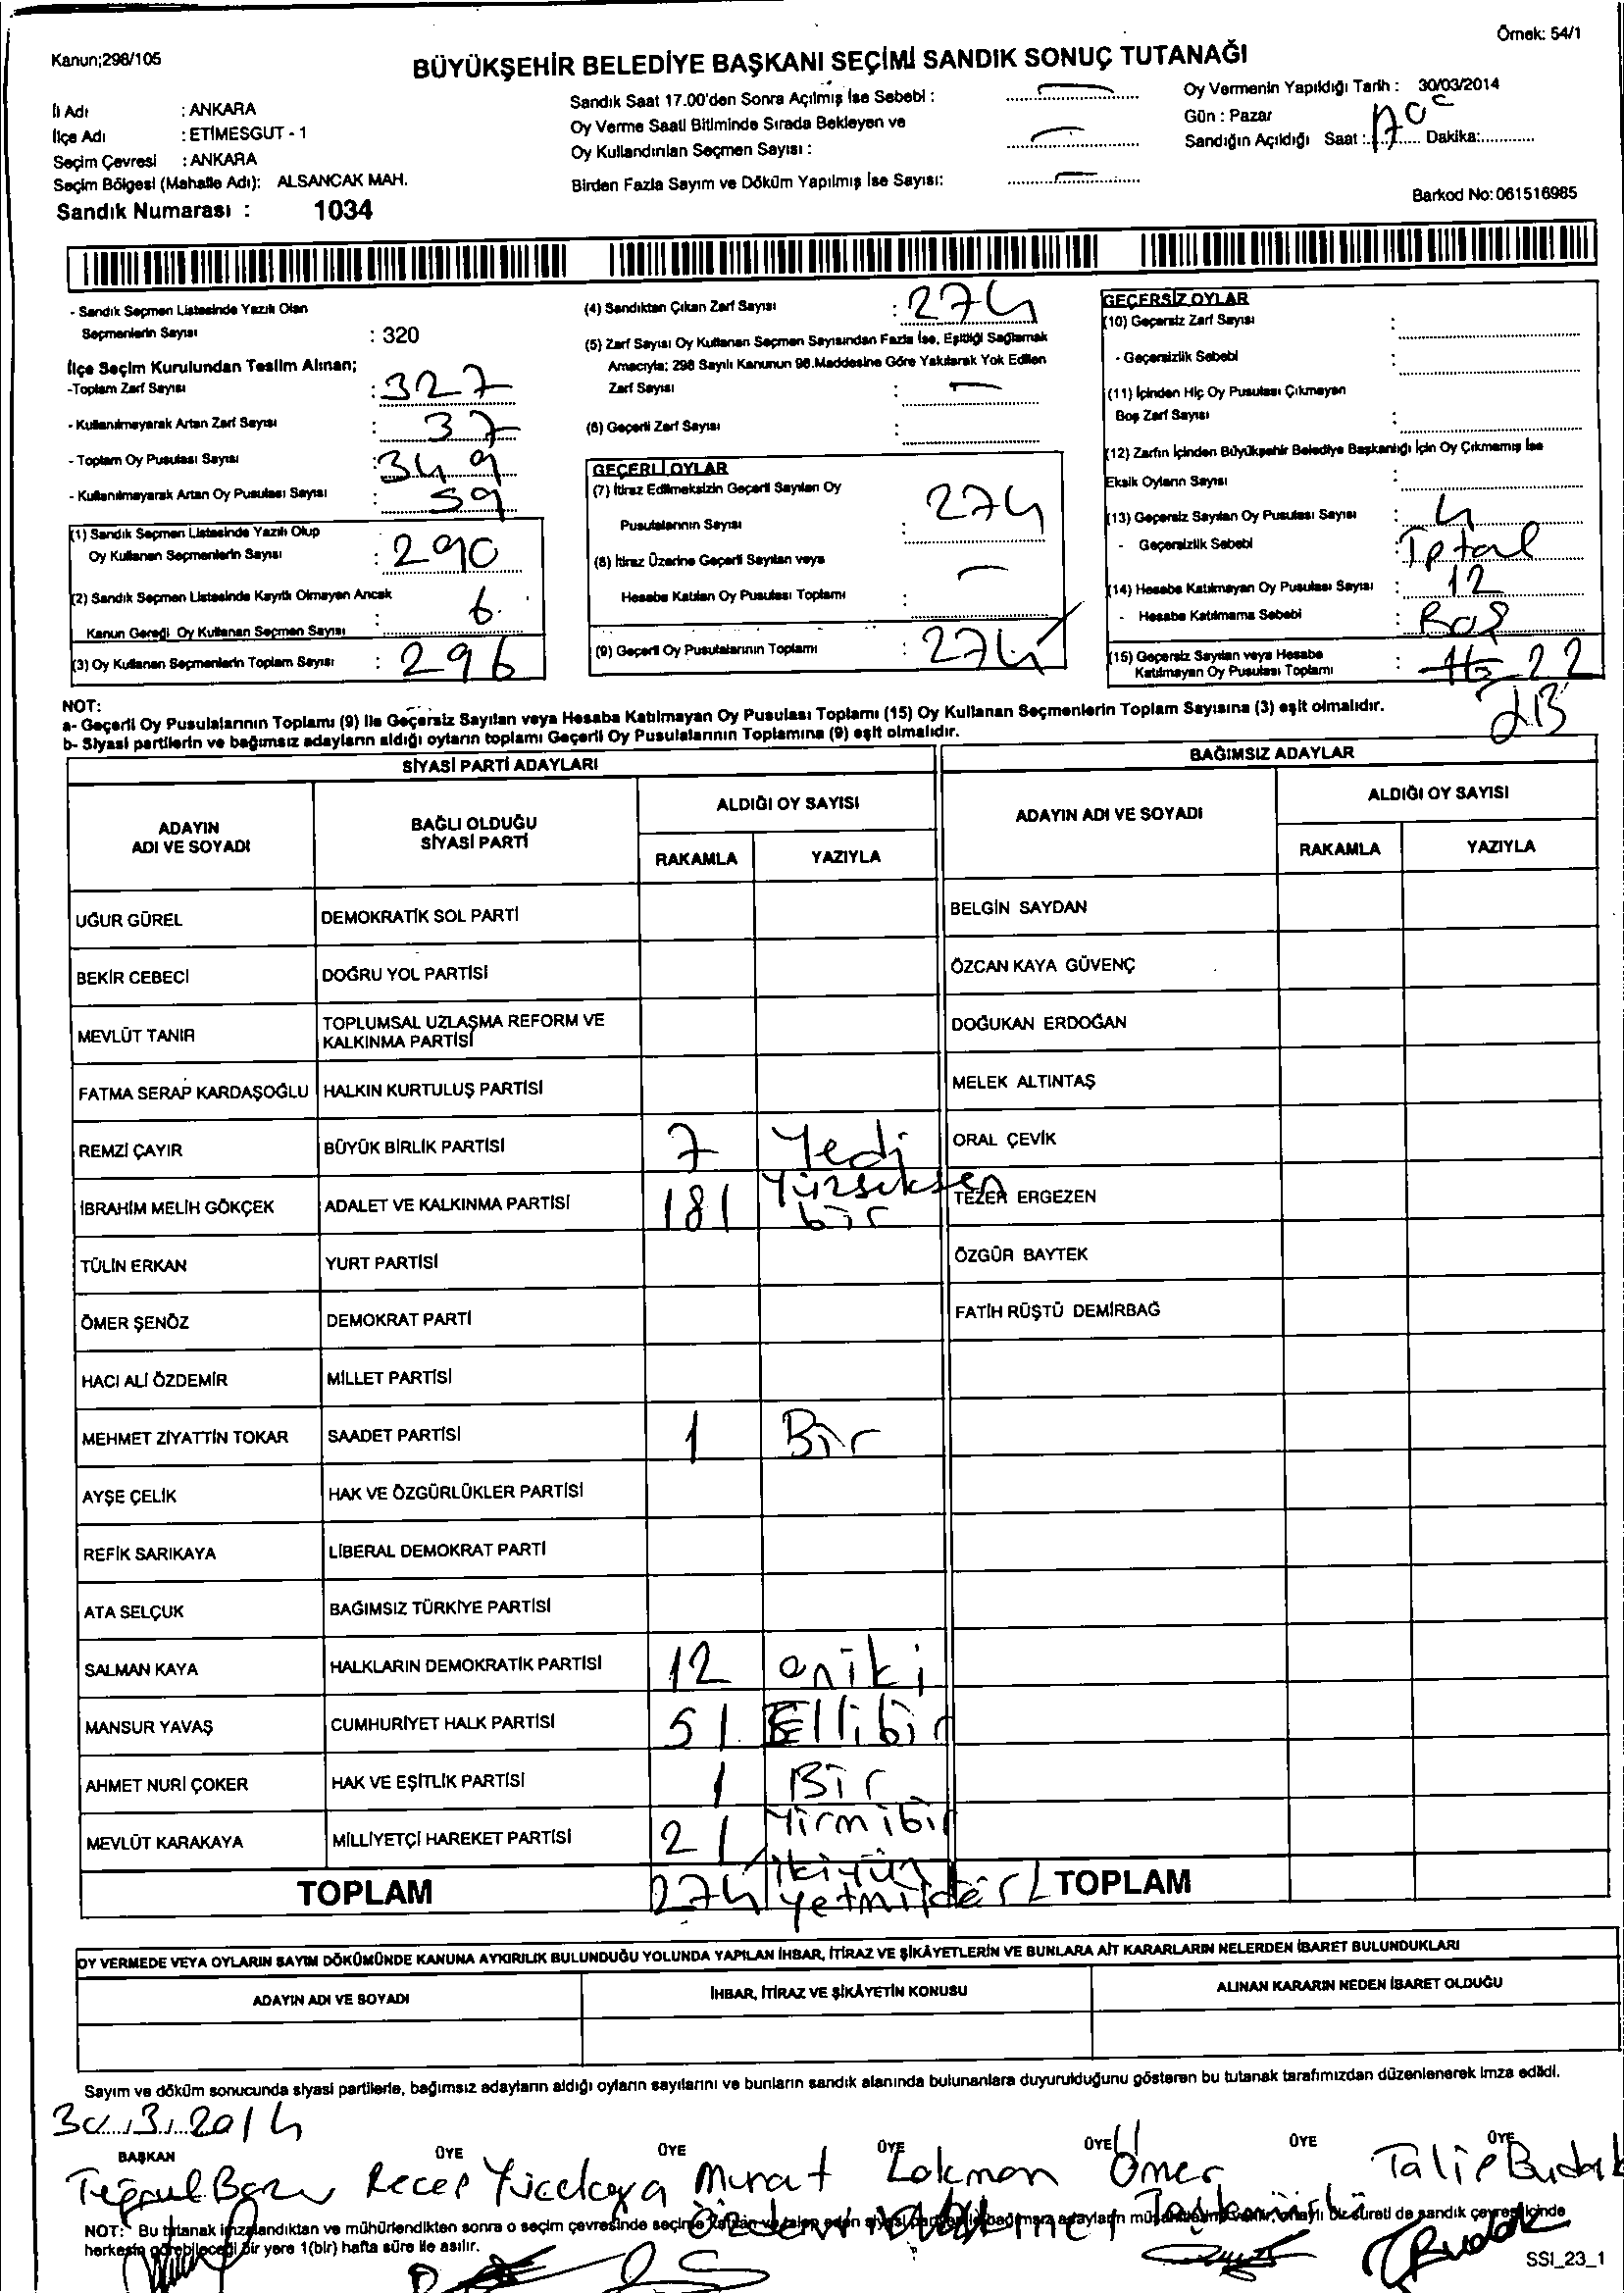 Örnek: 54/1
Kanun;298/105
BÜYÜKŞEHİR BELEDİYE BAŞKANI SEÇİMİ SANDIK SONUÇ TUTANAĞI
İl Adı : ANKARA
İlçe Adı : ETİMESGUT - 1
Seçim Çevresi : ANKARA
Seçim Bölgesi (Mahalle Adı): ALSANCAK MAH.
Sandık Numarası : 1034
Sandık Saat 17.00'den Sonra Açılmış İse Sebebi :
Oy Verme Saati Bitiminde Sırada Bekleyen ve
Oy Kullandırılan Seçmen Sayısı :
Birden Fazla Sayım ve Döküm Yapılmış İse Sayısı:
Oy Vermenin Yapıldığı Tarih : 30/03/2014
Gün : Pazar
Sandığın Açıldığı Saat : Dakika:
Barkod No: 061516985
- Sandık Seçmen Listesinde Yazılı Olan
Seçmenlerin Sayısı : 320
İlçe Seçim Kurulundan Teslim Alınan;
-Toplam Zarf Sayısı : 327
- Kullanılmayarak Artan Zarf Sayısı : 37
- Toplam Oy Pusulası Sayısı : 349
- Kullanılmayarak Artan Oy Pusulası Sayısı : 59
(1) Sandık Seçmen Listesinde Yazılı Olup
Oy Kullanan Seçmenlerin Sayısı : 290
(2) Sandık Seçmen Listesinde Kayıtlı Olmayan Ancak
Kanun Gereği Oy Kullanan Seçmen Sayısı : 6
(3) Oy Kullanan Seçmenlerin Toplam Sayısı : 296
(4) Sandıktan Çıkan Zarf Sayısı : 274
(5) Zarf Sayısı Oy Kullanan Seçmen Sayısından Fazla İse, Eşitliği Sağlamak
Amacıyla; 298 Sayılı Kanunun 98.Maddesine Göre Yakılarak Yok Edilen
Zarf Sayısı : —
(6) Geçerli Zarf Sayısı :
GEÇERLİ OYLAR
(7) İtiraz Edilmeksizin Geçerli Sayılan Oy
Pusulalarının Sayısı : 274
(8) İtiraz Üzerine Geçerli Sayılan veya
Hesaba Katılan Oy Pusulası Toplamı : —
(9) Geçerli Oy Pusulalarının Toplamı : 274
GEÇERSİZ OYLAR
(10) Geçersiz Zarf Sayısı :
- Geçersizlik Sebebi :
(11) İçinden Hiç Oy Pusulası Çıkmayan
Boş Zarf Sayısı :
(12) Zarfın İçinden Büyükşehir Belediye Başkanlığı İçin Oy Çıkmamış İse
Eksik Oyların Sayısı :
(13) Geçersiz Sayılan Oy Pusulası Sayısı : 4
- Geçersizlik Sebebi : İptal
(14) Hesaba Katılmayan Oy Pusulası Sayısı : 12
- Hesaba Katılmama Sebebi : Boş
(15) Geçersiz Sayılan veya Hesaba
Katılmayan Oy Pusulası Toplamı : 22
NOT:
a- Geçerli Oy Pusulalarının Toplamı (9) ile Geçersiz Sayılan veya Hesaba Katılmayan Oy Pusulası Toplamı (15) Oy Kullanan Seçmenlerin Toplam Sayısına (3) eşit olmalıdır.
b- Siyasi partilerin ve bağımsız adayların aldığı oyların toplamı Geçerli Oy Pusulalarının Toplamına (9) eşit olmalıdır.
SİYASİ PARTİ ADAYLARI
BAĞIMSIZ ADAYLAR
ADAYIN
ADI VE SOYADI
BAĞLI OLDUĞU
SİYASİ PARTİ
ALDIĞI OY SAYISI
RAKAMLA YAZIYLA
ADAYIN ADI VE SOYADI
ALDIĞI OY SAYISI
RAKAMLA YAZIYLA
UĞUR GÜREL DEMOKRATİK SOL PARTİ BELGİN SAYDAN
BEKİR CEBECİ DOĞRU YOL PARTİSİ ÖZCAN KAYA GÜVENÇ
MEVLÜT TANIR TOPLUMSAL UZLAŞMA REFORM VE
KALKINMA PARTİSİ DOĞUKAN ERDOĞAN
FATMA SERAP KARDAŞOĞLU HALKIN KURTULUŞ PARTİSİ MELEK ALTINTAŞ
REMZİ ÇAYIR BÜYÜK BİRLİK PARTİSİ 7 Yedi ORAL ÇEVİK
İBRAHİM MELİH GÖKÇEK ADALET VE KALKINMA PARTİSİ 181 Yüzseksen bir TEZER ERGEZEN
TÜLİN ERKAN YURT PARTİSİ ÖZGÜR BAYTEK
ÖMER ŞENÖZ DEMOKRAT PARTİ FATİH RÜŞTÜ DEMİRBAĞ
HACI ALİ ÖZDEMİR MİLLET PARTİSİ
MEHMET ZİYATTİN TOKAR SAADET PARTİSİ 1 Bir
AYŞE ÇELİK HAK VE ÖZGÜRLÜKLER PARTİSİ
REFİK SARIKAYA LİBERAL DEMOKRAT PARTİ
ATA SELÇUK BAĞIMSIZ TÜRKİYE PARTİSİ
SALMAN KAYA HALKLARIN DEMOKRATİK PARTİSİ 12 oniki
MANSUR YAVAŞ CUMHURİYET HALK PARTİSİ 51 Ellibir
AHMET NURİ ÇOKER HAK VE EŞİTLİK PARTİSİ 1 Bir
MEVLÜT KARAKAYA MİLLİYETÇİ HAREKET PARTİSİ 21 Yirmibir
TOPLAM 274 ikiyüz TOPLAM
OY VERMEDE VEYA OYLARIN SAYIM DÖKÜMÜNDE KANUNA AYKIRILIK BULUNDUĞU YOLUNDA YAPILAN İHBAR, İTİRAZ VE ŞİKÂYETLERİN VE BUNLARA AİT KARARLARIN NELERDEN İBARET BULUNDUKLARI
ADAYIN ADI VE SOYADI İHBAR, İTİRAZ VE ŞİKÂYETİN KONUSU ALINAN KARARIN NEDEN İBARET OLDUĞU
Sayım ve döküm sonucunda siyasi partilerle, bağımsız adayların aldığı oyların sayılarını ve bunların sandık alanında bulunanlara duyurulduğunu gösteren bu tutanak tarafımızdan düzenlenerek imza edildi.
30/3/2014
BAŞKAN ÜYE ÜYE ÜYE ÜYE ÜYE ÜYE
Recep Yücekaya Murat Lokman Ömer Talip Budak
Özdemir
NOT: Bu tutanak imzalandıktan ve mühürlendikten sonra o seçim çevresinde seçime katılan ve talep eden siyasi bağımsız adayların onaylı bir sureti de sandık çevresi içinde
herkesin görebileceği bir yere 1(bir) hafta süre ile asılır.
SSI_23_1